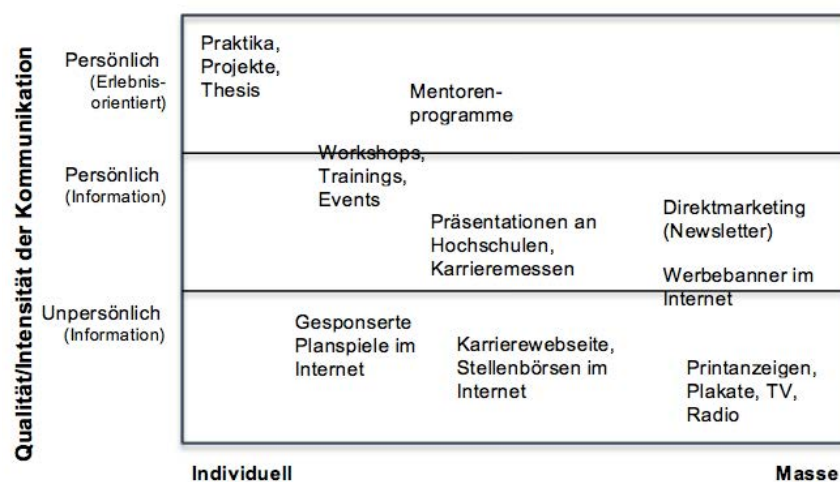 Qualität/Intensität der Kommunikation
Persönlich
(Erlebnis-
orientiert)
Praktika,
Projekte,
Thesis
Mentoren-
programme
Persönlich
(Information)
Workshops,
Trainings,
Events
Präsentationen an
Hochschulen,
Karrieremessen
Direktmarketing
(Newsletter)
Werbebanner im
Internet
Unpersönlich
(Information)
Gesponserte
Planspiele im
Internet
Karrierewebseite,
Stellenbörsen im
Internet
Printanzeigen,
Plakate, TV,
Radio
Individuell
Masse